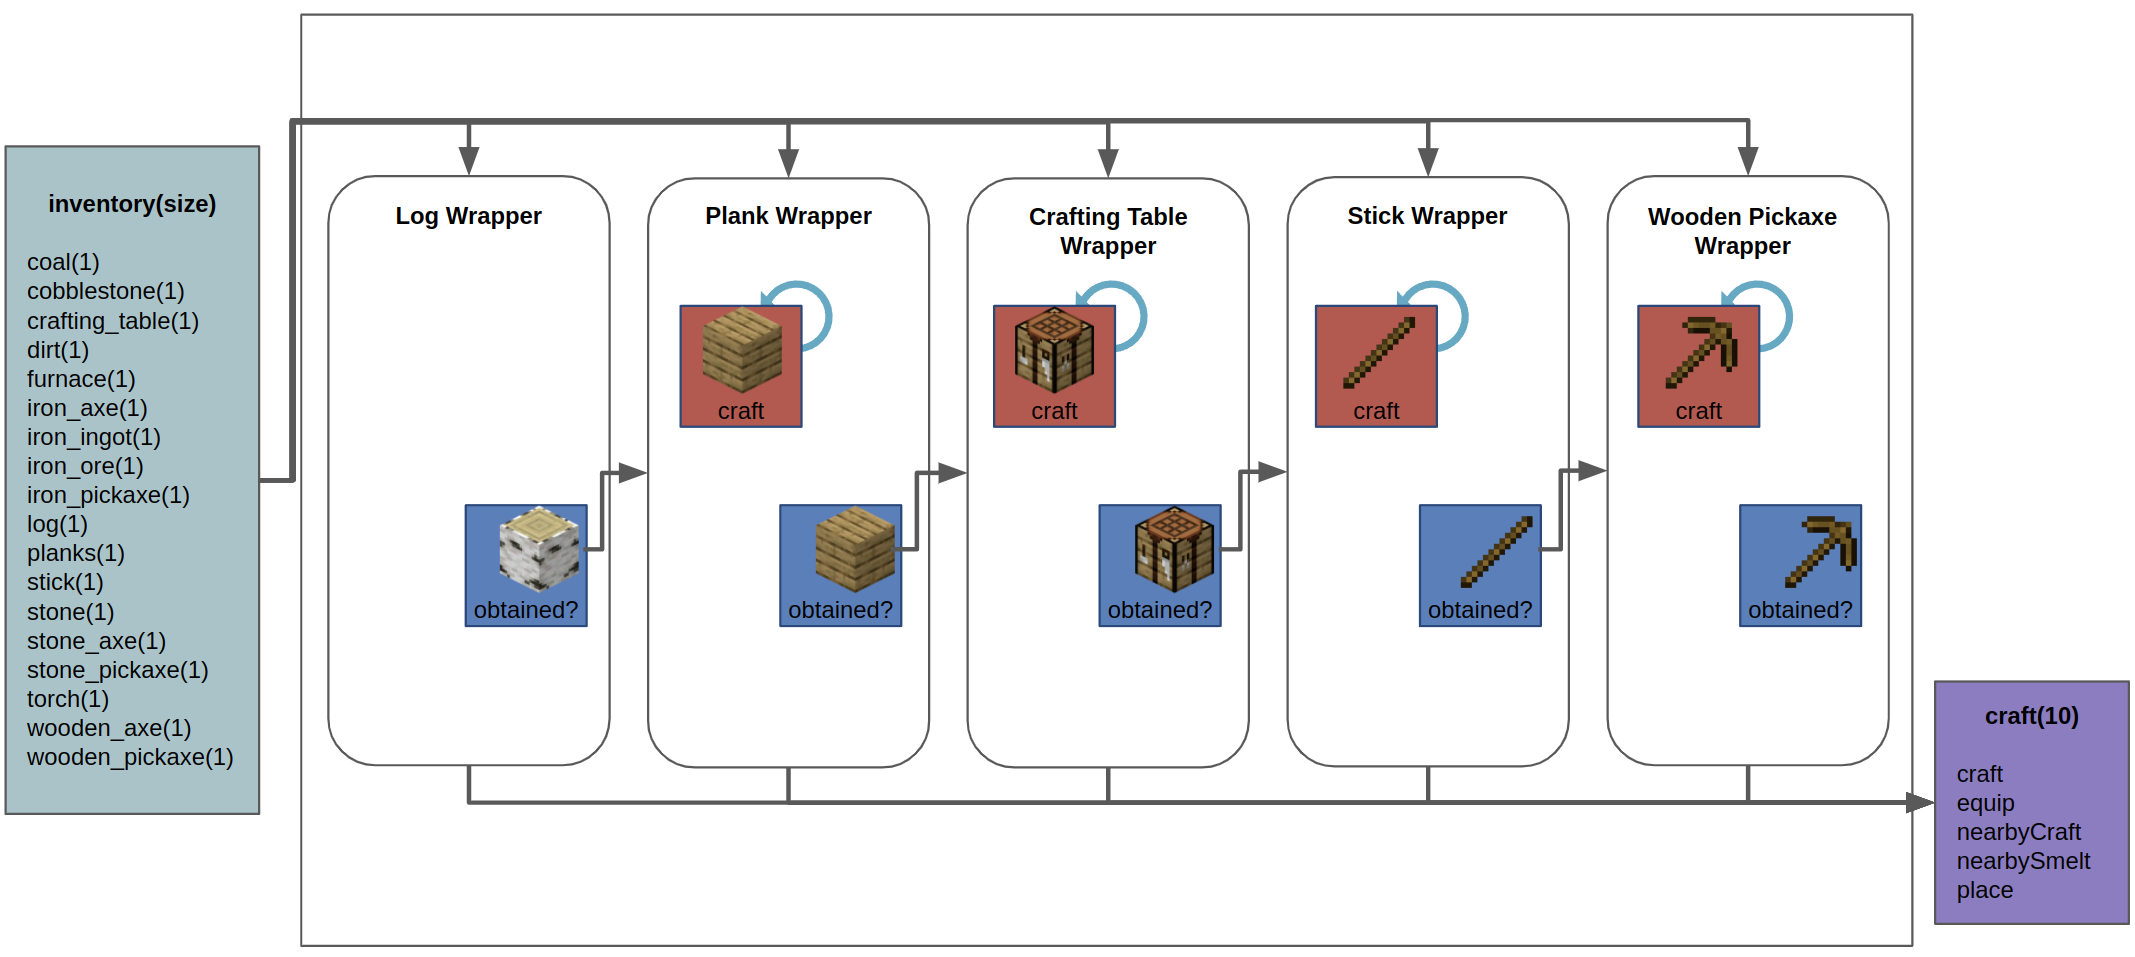 inventory(size)
coal(1)
cobblestone(1)
crafting_table(1)
dirt(1)
furnace(1)
iron_axe(1)
iron_ingot(1)
iron_ore(1)
iron_pickaxe(1)
log(1)
planks(1)
stick(1)
stone(1)
stone_axe(1)
stone_pickaxe(1)
torch(1)
wooden_axe(1)
wooden_pickaxe(1)
Log Wrapper
obtained?
Plank Wrapper
craft
obtained?
Crafting Table
Wrapper
craft
obtained?
Stick Wrapper
craft
obtained?
Wooden Pickaxe
Wrapper
craft
obtained?
craft(10)
craft
equip
nearbyCraft
nearbySmelt
place